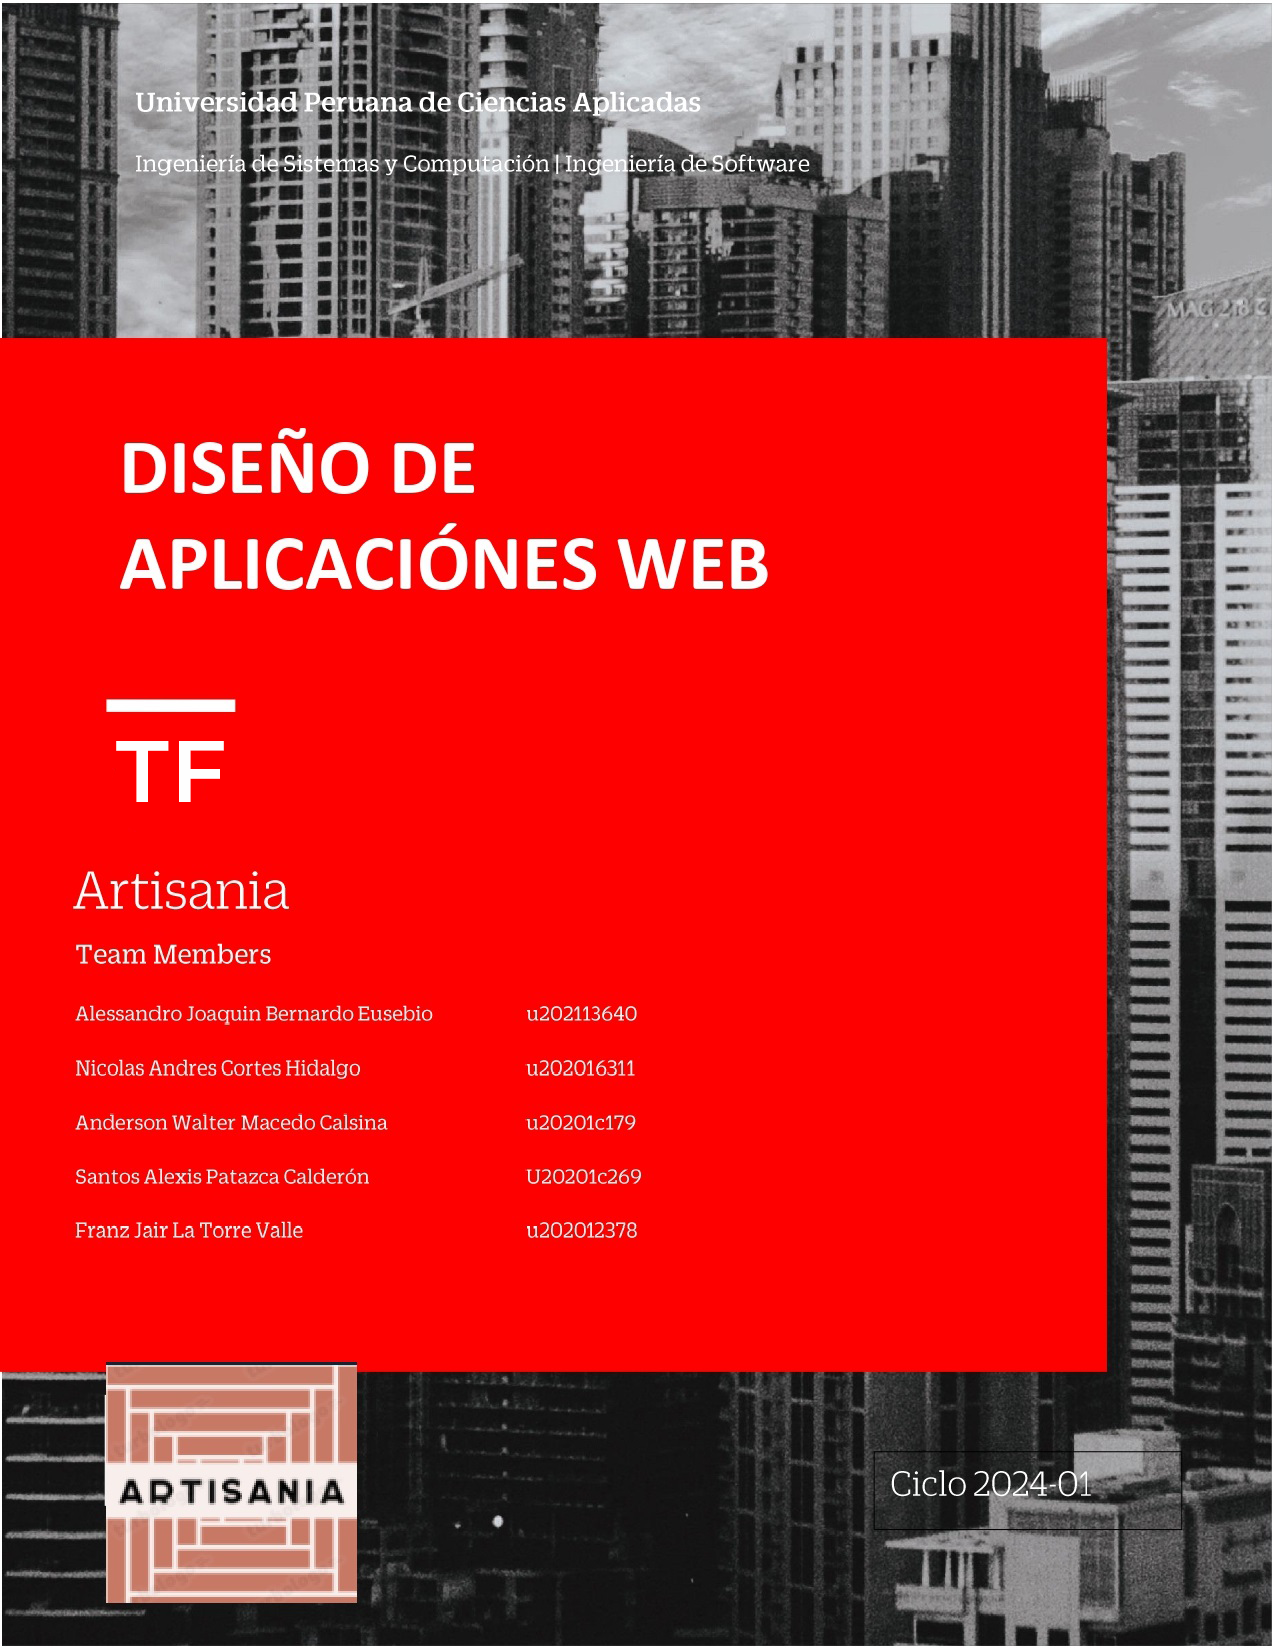 Universidad Peruana de Ciencias Aplicadas
Ingeniería de Sistemas y Computación | Ingeniería de Software
MAG 218
DISEÑO DE
APLICACIÓNES WEB
TF
Artisania
Team Members
Alessandro Joaquin Bernardo Eusebio u202113640
Nicolas Andres Cortes Hidalgo u202016311
Anderson Walter Macedo Calsina u20201c179
Santos Alexis Patazca Calderón U20201c269
Franz Jair La Torre Valle u202012378
ARTISANIA
Ciclo 2024-01